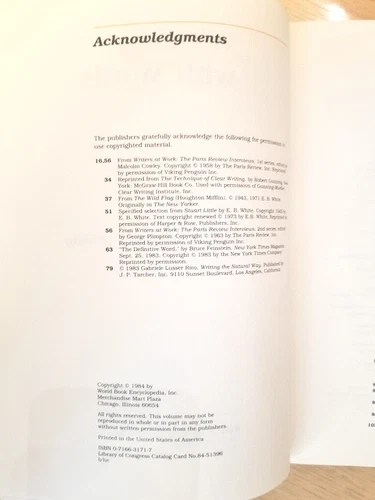 Acknowledgments
The publishers gratefully acknowledge the following for permission to
use copyrighted material.
16,56 From Writers at Work: The Paris Review Interviews, 1st series, edited by
Malcolm Cowley. Copyright © 1958 by The Paris Review, Inc. Reprinted
by permission of Viking Penguin Inc.
34 Reprinted from The Technique of Clear Writing, by Robert Gunning, New
York: McGraw-Hill Book Co. Used with permission of Gunning-Mueller
Clear Writing Institute, Inc.
37 From The Wild Flag (Houghton Mifflin). © 1943, 1971 E. B. White.
Originally in The New Yorker.
51 Specified selection from Stuart Little by E. B. White. Copyright 1945 by
E. B. White. Text copyright renewed © 1973 by E. B. White. Reprinted by
permission of Harper & Row, Publishers, Inc.
56 From Writers at Work: The Paris Review Interviews, 2nd series, edited
by George Plimpton. Copyright © 1963 by The Paris Review Inc.
Reprinted by permission of Viking Penguin Inc.
63 "The Definitive Word," by Bruce Feirstein, New York Times Magazine,
Sept. 25, 1983. Copyright © 1983 by the New York Times Company.
Reprinted by permission.
79 © 1983 Gabriele Lusser Rico, Writing the Natural Way. Reprinted by
J. P. Tarcher, Inc. 9110 Sunset Boulevard, Los Angeles, California.
Copyright © 1984 by
World Book Encyclopedia, Inc.
Merchandise Mart Plaza
Chicago, Illinois 60654
All rights reserved. This volume may not be
reproduced in whole or in part in any form
without written permission from the publishers.
Printed in the United States of America
ISBN 0-7166-3171-7
Library of Congress Catalog Card No. 84-51396